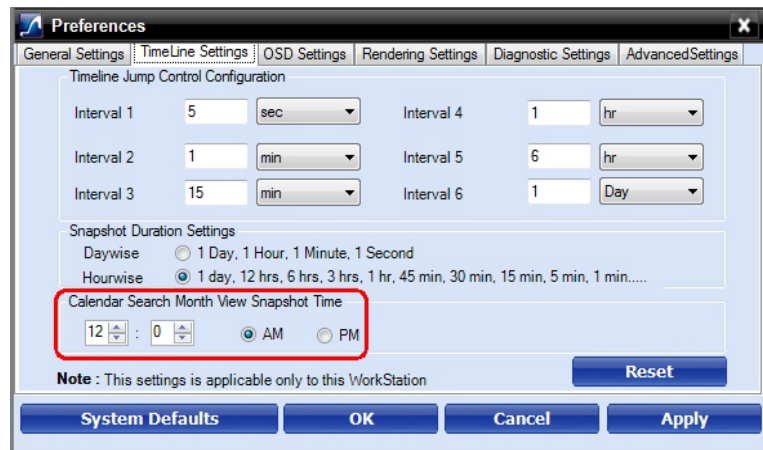 Preferences
General Settings TimeLine Settings OSD Settings Rendering Settings Diagnostic Settings AdvancedSettings
Timeline Jump Control Configuration
Interval 1 5 sec Interval 4 1 hr
Interval 2 1 min Interval 5 6 hr
Interval 3 15 min Interval 6 1 Day
Snapshot Duration Settings
Daywise 1 Day, 1 Hour, 1 Minute, 1 Second
Hourwise 1 day, 12 hrs, 6 hrs, 3 hrs, 1 hr, 45 min, 30 min, 15 min, 5 min, 1 min.....
Calendar Search Month View Snapshot Time
12 : 0 AM PM
Note : This settings is applicable only to this WorkStation
Reset
System Defaults OK Cancel Apply